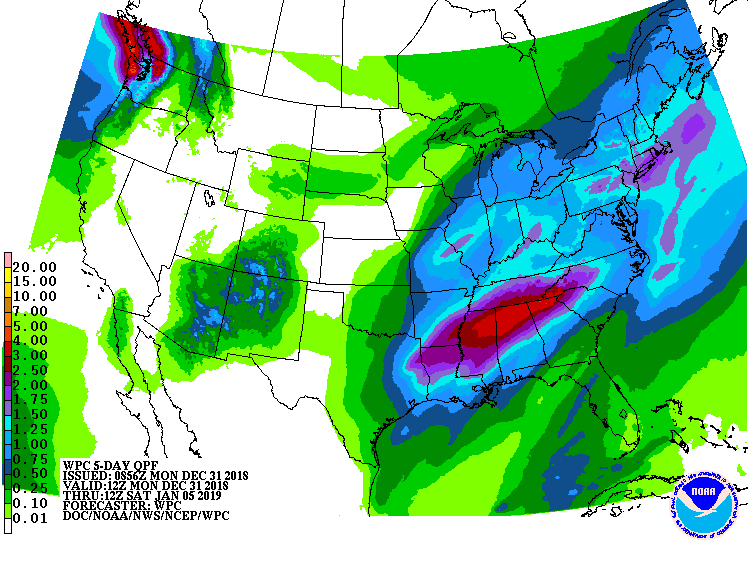 20.00
15.00
10.00
7.00
5.00
4.00
3.00
2.50
2.00
1.75
1.50
1.25
1.00
0.75
0.50
0.25
0.10
0.01
WPC 5-DAY QPF
ISSUED: 0856Z MON DEC 31 2018
VALID: 12Z MON DEC 31 2018
THRU: 12Z SAT JAN 05 2019
FORECASTER: WPC
DOC/NOAA/NWS/NCEP/WPC
NOAA